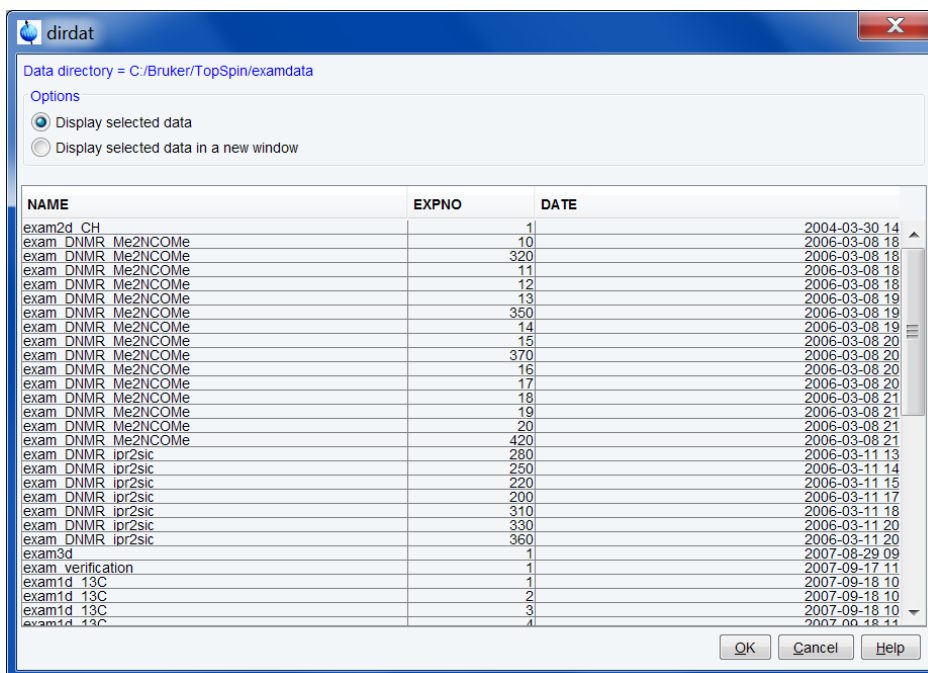 dirdat
Data directory = C:/Bruker/TopSpin/examdata
Options
Display selected data
Display selected data in a new window
NAME EXPNO DATE
exam2d_CH 1 2004-03-30 14
exam_DNMR_Me2NCOMe 10 2006-03-08 18
exam_DNMR_Me2NCOMe 320 2006-03-08 18
exam_DNMR_Me2NCOMe 11 2006-03-08 18
exam_DNMR_Me2NCOMe 12 2006-03-08 18
exam_DNMR_Me2NCOMe 13 2006-03-08 19
exam_DNMR_Me2NCOMe 350 2006-03-08 19
exam_DNMR_Me2NCOMe 14 2006-03-08 19
exam_DNMR_Me2NCOMe 15 2006-03-08 20
exam_DNMR_Me2NCOMe 370 2006-03-08 20
exam_DNMR_Me2NCOMe 16 2006-03-08 20
exam_DNMR_Me2NCOMe 17 2006-03-08 20
exam_DNMR_Me2NCOMe 18 2006-03-08 21
exam_DNMR_Me2NCOMe 19 2006-03-08 21
exam_DNMR_Me2NCOMe 20 2006-03-08 21
exam_DNMR_Me2NCOMe 420 2006-03-08 21
exam_DNMR_ipr2sic 280 2006-03-11 13
exam_DNMR_ipr2sic 250 2006-03-11 14
exam_DNMR_ipr2sic 220 2006-03-11 15
exam_DNMR_ipr2sic 200 2006-03-11 17
exam_DNMR_ipr2sic 310 2006-03-11 18
exam_DNMR_ipr2sic 330 2006-03-11 20
exam_DNMR_ipr2sic 360 2006-03-11 20
exam3d 1 2007-08-29 09
exam_verification 1 2007-09-17 11
exam1d_13C 1 2007-09-18 10
exam1d_13C 2 2007-09-18 10
exam1d_13C 3 2007-09-18 10
exam1d_13C 4 2007-09-18 11
OK Cancel Help